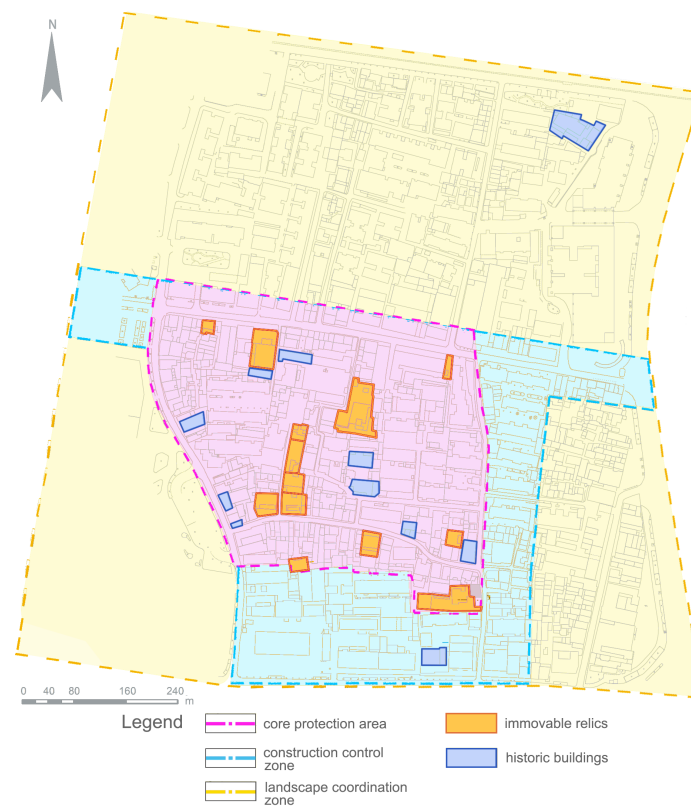 N
0 40 80 160 240 m
Legend
core protection area
construction control
zone
landscape coordination
zone
immovable relics
historic buildings